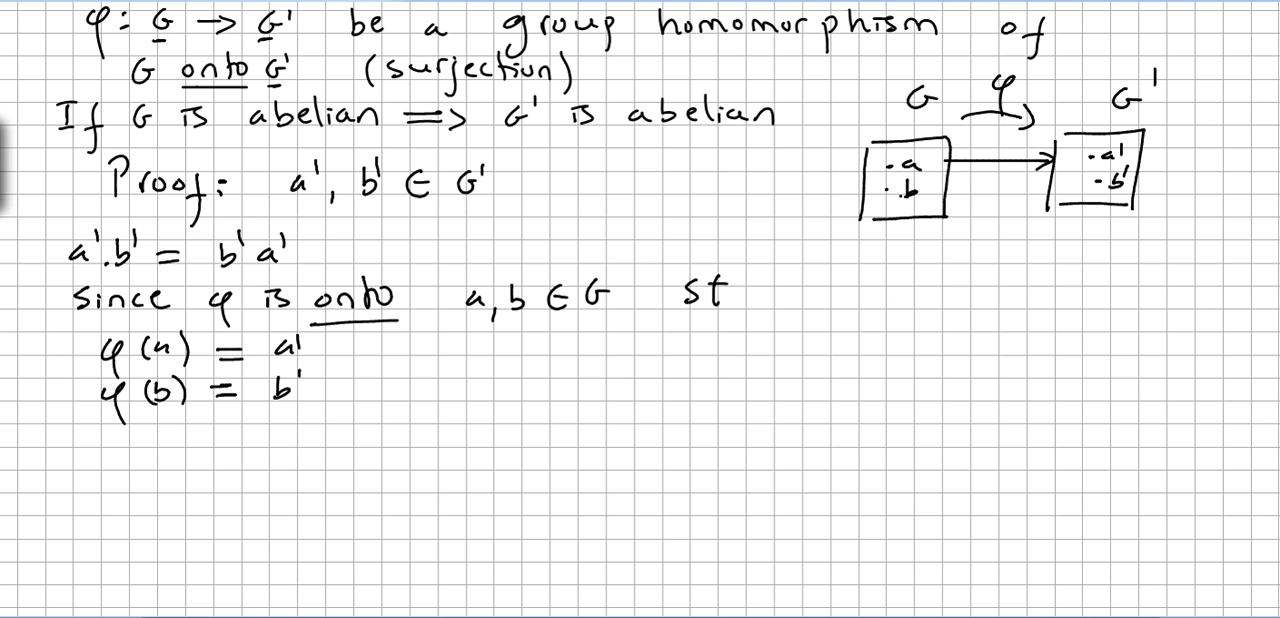 φ: G → G' be a group homomorphism of
G onto G' (surjection)
If G is abelian => G' is abelian
Proof: a', b' ∈ G'
a'.b' = b' a'
since φ is onto a, b ∈ G st
φ(a) = a'
φ(b) = b'
G φ G'
.a .a'
.b .b'